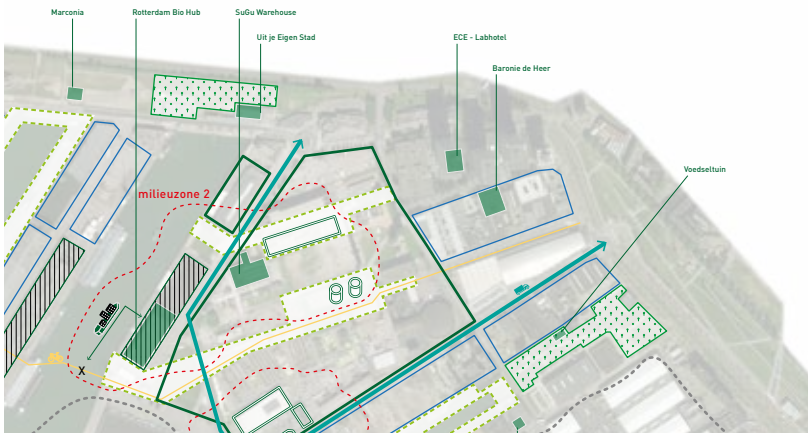 Marconia
Rotterdam Bio Hub
SuGu Warehouse
Uit je Eigen Stad
ECE - Labhotel
Baronie de Heer
Voedseltuin
milieuzone 2
X